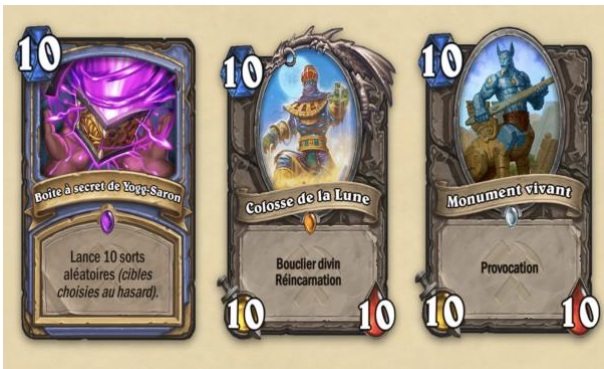 10
Boîte à secret de Yogg-Saron
Lance 10 sorts
aléatoires (cibles
choisies au hasard).
10
Colosse de la Lune
Bouclier divin
Réincarnation
10
10
10
Monument vivant
Provocation
10
10